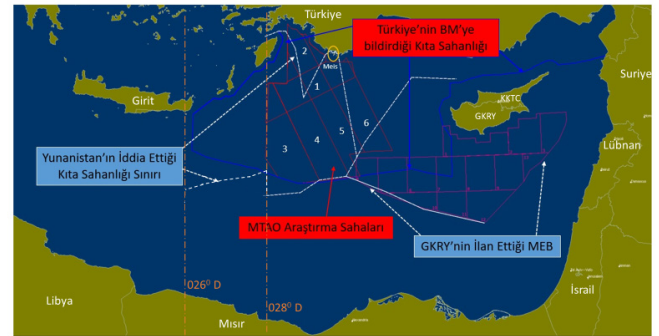 Türkiye
Türkiye'nin BM'ye
bildirdiği Kıta Sahanlığı
Suriye
2
Meis
1
Girit
KKTC
GKRY
6
5
4
3
Lübnan
Yunanistan'ın İddia Ettiği
Kıta Sahanlığı Sınırı
MTAO Araştırma Sahaları
GKRY'nin İlan Ettiği MEB
026⁰ D
028⁰ D
İsrail
Libya
Mısır